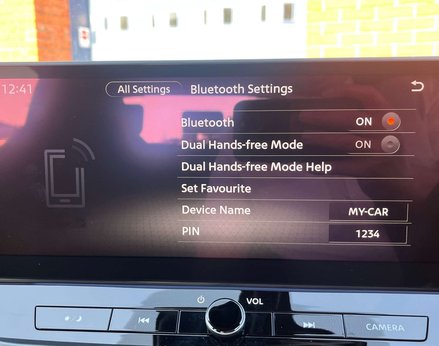 12:41 All Settings Bluetooth Settings
Bluetooth ON
Dual Hands-free Mode ON
Dual Hands-free Mode Help
Set Favourite
Device Name MY-CAR
PIN 1234
VOL
CAMERA